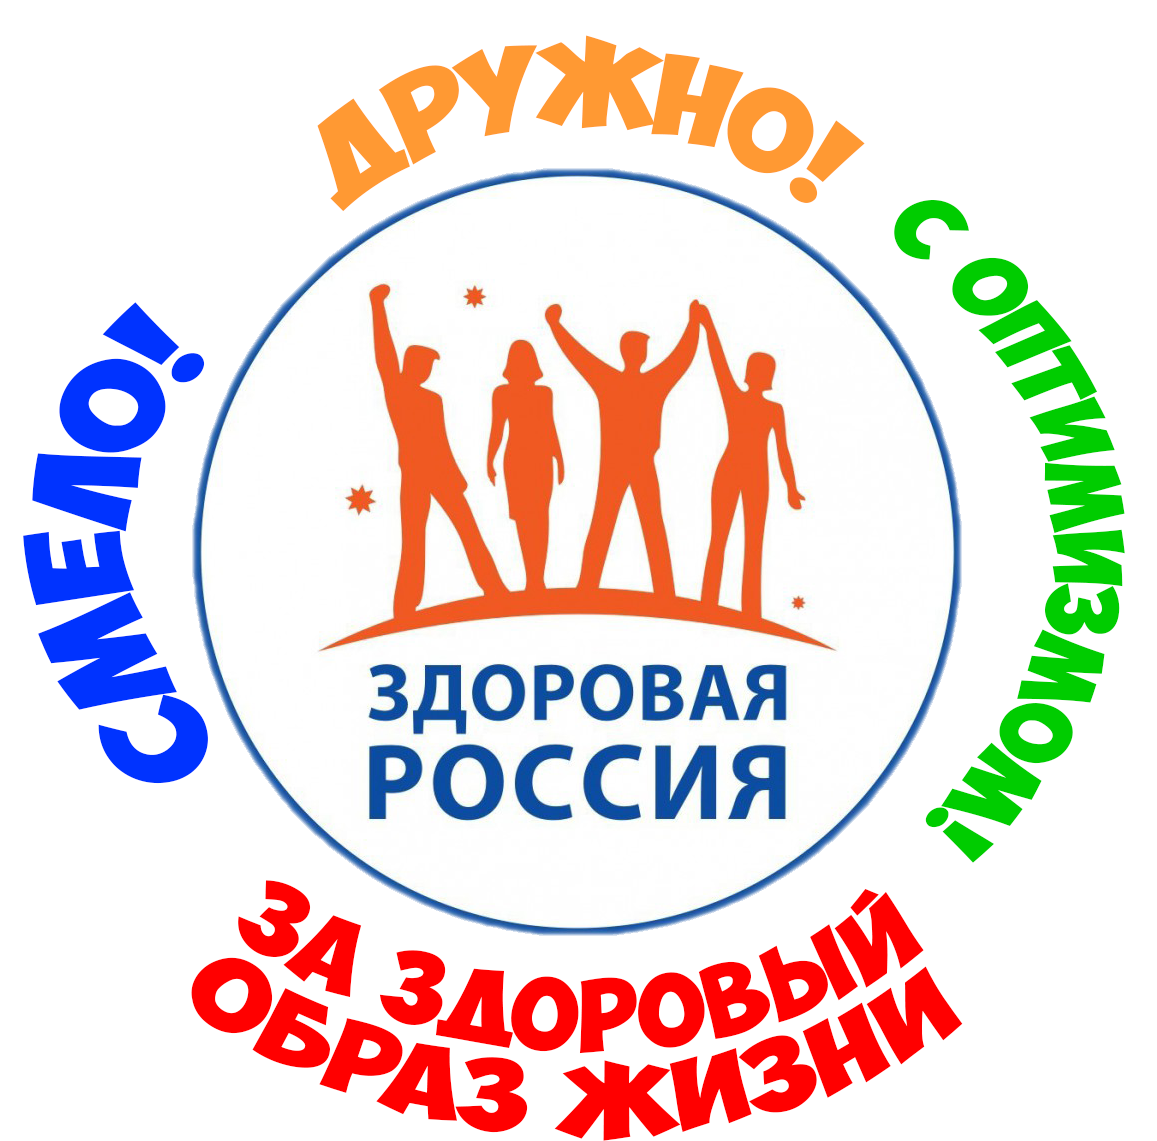 СМЕЛО!
ДРУЖНО!
С ОПТИМИЗМОМ!
ЗДОРОВАЯ
РОССИЯ
ЗА ЗДОРОВЫЙ
ОБРАЗ ЖИЗНИ